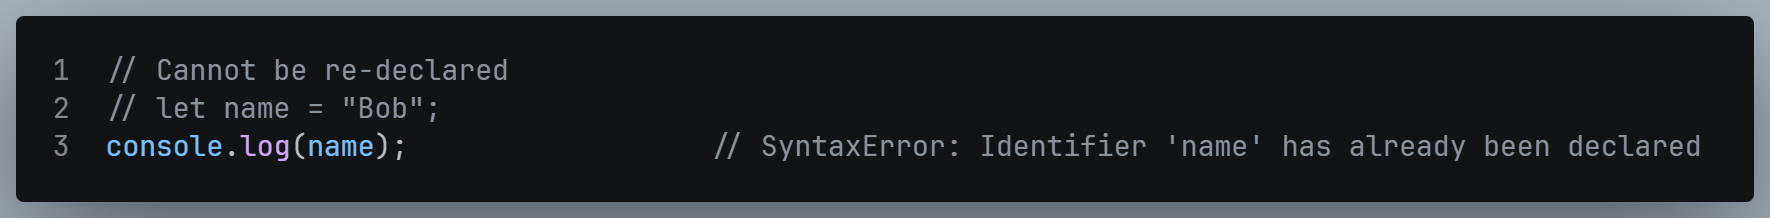 1 // Cannot be re-declared
2 // let name = "Bob";
3 console.log(name); // SyntaxError: Identifier 'name' has already been declared